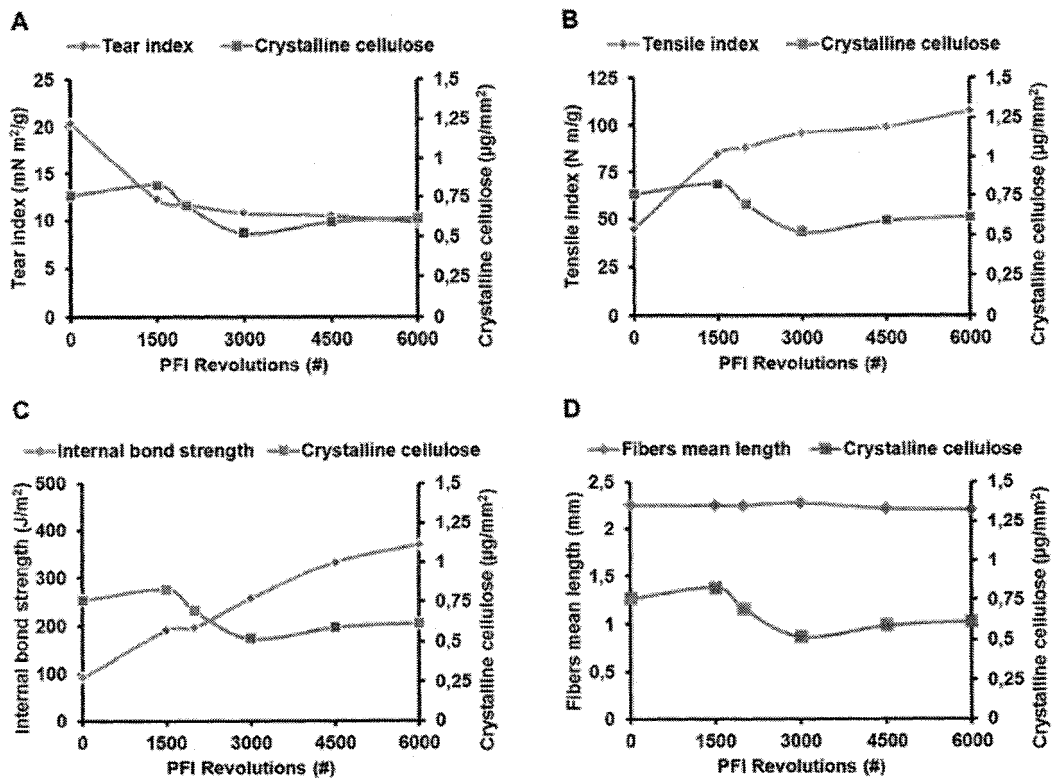 A
Tear index Crystalline cellulose
Tear index (mN m²/g)
25
20
15
10
5
0
1,5
1,25
1
0,75
0,5
0,25
0
Crystalline cellulose (µg/mm²)
0 1500 3000 4500 6000
PFI Revolutions (#)
B
Tensile index Crystalline cellulose
Tensile index (N m/g)
125
100
75
50
25
0
1,5
1,25
1
0,75
0,5
0,25
0
Crystalline cellulose (µg/mm²)
0 1500 3000 4500 6000
PFI Revolutions (#)
C
Internal bond strength Crystalline cellulose
Internal bond strength (J/m²)
500
400
300
200
100
0
1,5
1,25
1
0,75
0,5
0,25
0
Crystalline cellulose (µg/mm²)
0 1500 3000 4500 6000
PFI Revolutions (#)
D
Fibers mean length Crystalline cellulose
Fibers mean length (mm)
2,5
2
1,5
1
0,5
0
1,5
1,25
1
0,75
0,5
0,25
0
Crystalline cellulose (µg/mm²)
0 1500 3000 4500 6000
PFI Revolutions (#)